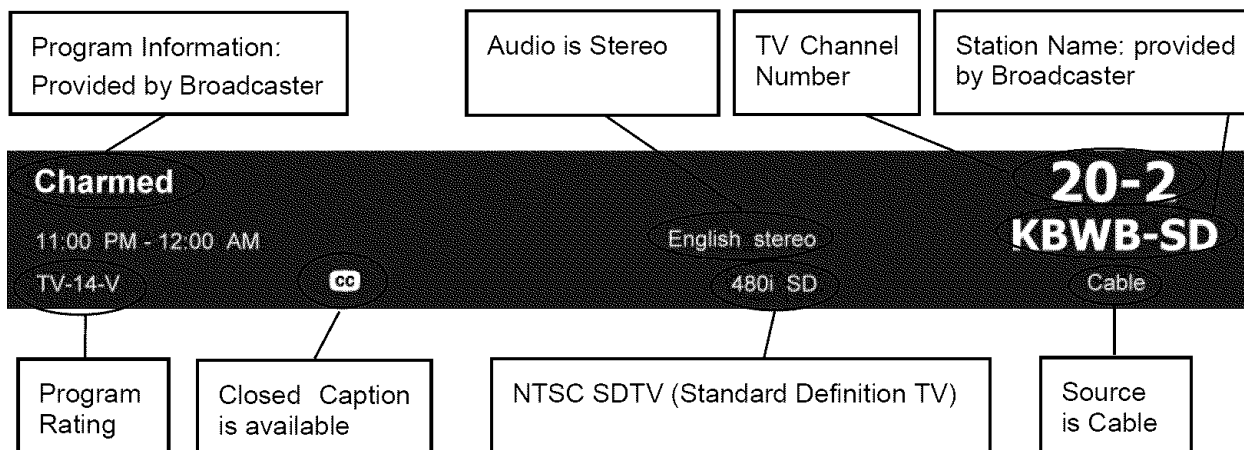 Program Information:
Provided by Broadcaster
Audio is Stereo
TV Channel
Number
Station Name: provided
by Broadcaster
Charmed
20-2
11:00 PM - 12:00 AM
English stereo
KBWB-SD
TV-14-V
CC
480i SD
Cable
Program
Rating
Closed Caption
is available
NTSC SDTV (Standard Definition TV)
Source
is Cable